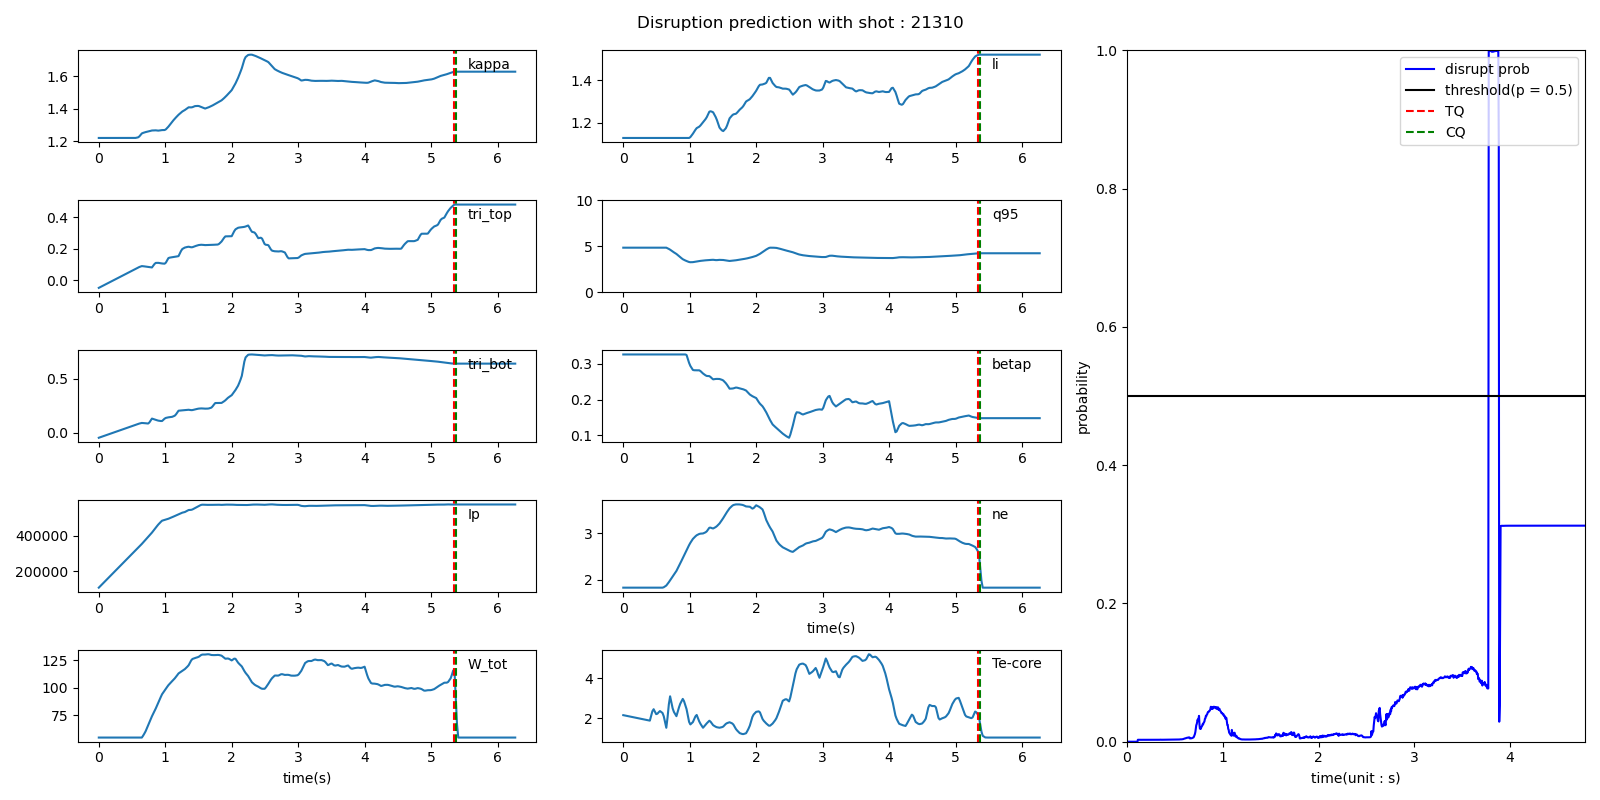 Disruption prediction with shot : 21310
kappa
1.6
1.4
1.2
0 1 2 3 4 5 6
li
1.4
1.2
0 1 2 3 4 5 6
tri_top
0.4
0.2
0.0
0 1 2 3 4 5 6
q95
10
5
0
0 1 2 3 4 5 6
tri_bot
0.5
0.0
0 1 2 3 4 5 6
betap
0.3
0.2
0.1
0 1 2 3 4 5 6
Ip
400000
200000
0 1 2 3 4 5 6
ne
3
2
0 1 2 3 4 5 6
time(s)
W_tot
125
100
75
0 1 2 3 4 5 6
time(s)
Te-core
4
2
0 1 2 3 4 5 6
disrupt prob
threshold(p = 0.5)
TQ
CQ
1.0
0.8
0.6
0.4
0.2
0.0
probability
0 1 2 3 4
time(unit : s)